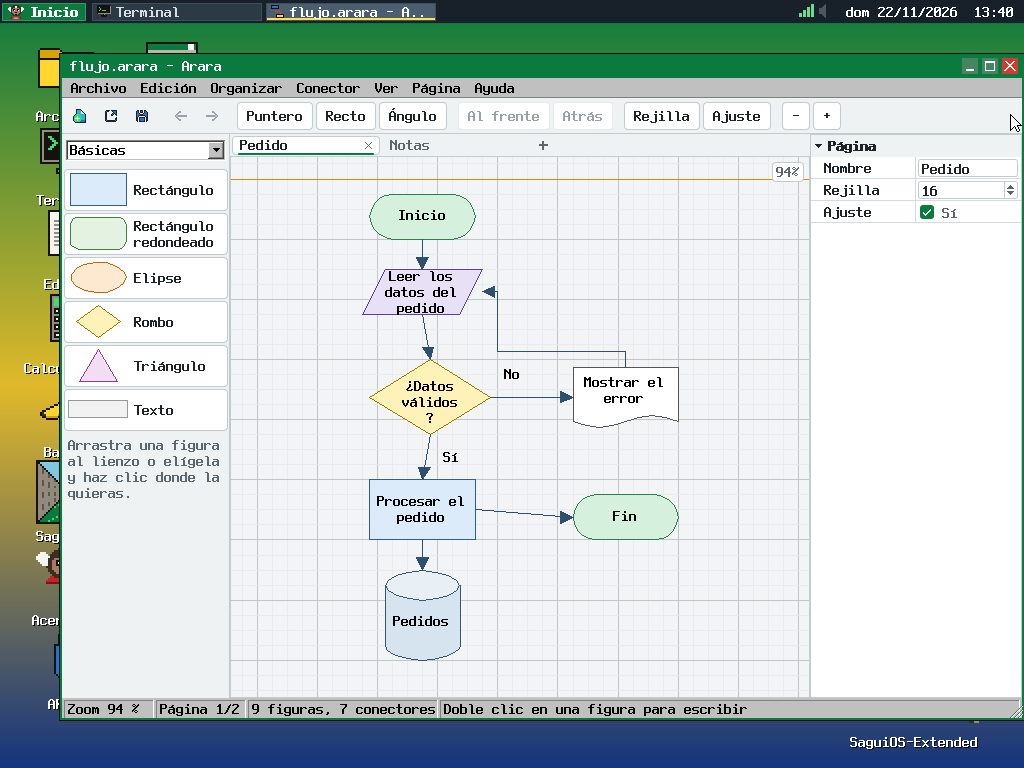 Inicio
Terminal
flujo.arara - A..
dom 22/11/2026
13:40
flujo.arara - Arara
Archivo Edición Organizar Conector Ver Página Ayuda
Puntero Recto Ángulo Al frente Atrás Rejilla Ajuste - +
Básicas
Rectángulo
Rectángulo
redondeado
Elipse
Rombo
Triángulo
Texto
Arrastra una figura
al lienzo o elígela
y haz clic donde la
quieras.
Pedido
Notas
+
94%
Inicio
Leer los
datos del
pedido
¿Datos
válidos
?
No
Mostrar el
error
Sí
Procesar el
pedido
Fin
Pedidos
Página
Nombre Pedido
Rejilla 16
Ajuste Sí
Zoom 94 %
Página 1/2
9 figuras, 7 conectores
Doble clic en una figura para escribir
SaguiOS-Extended